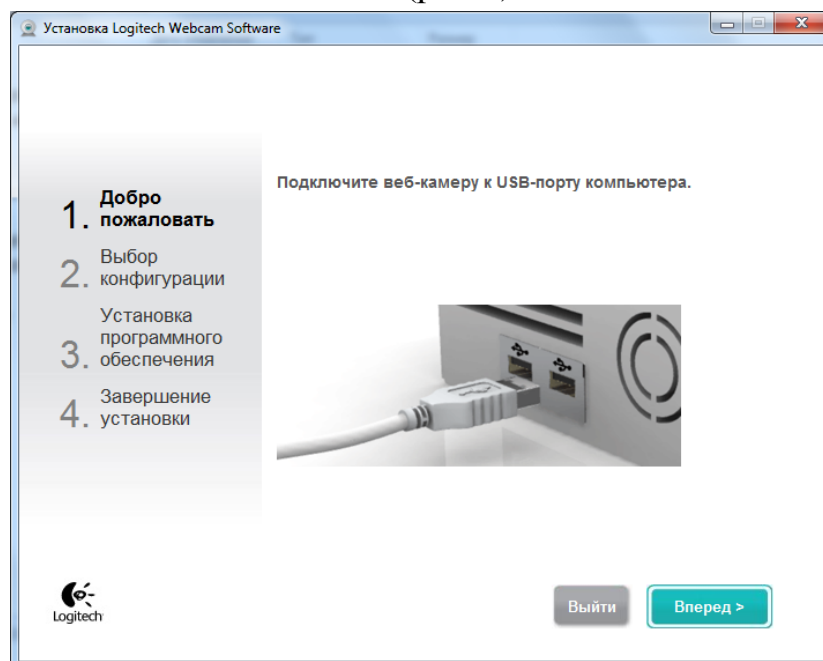 Установка Logitech Webcam Software
Подключите веб-камеру к USB-порту компьютера.
1. Добро
пожаловать
2. Выбор
конфигурации
3. Установка
программного
обеспечения
4. Завершение
установки
Logitech
Выйти
Вперед >